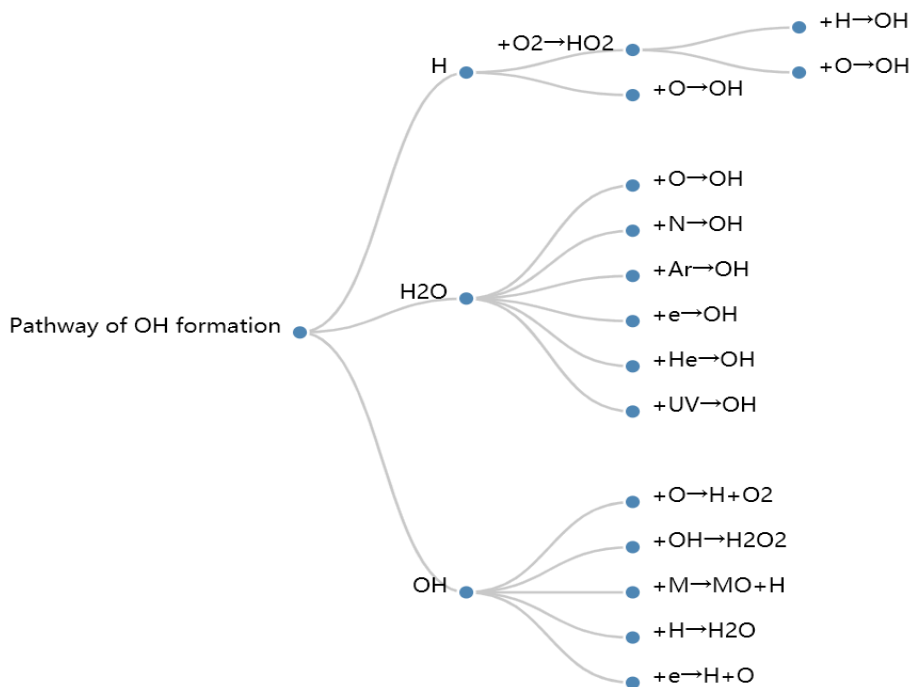 +H→OH
+O2→HO2
H
+O→OH
+O→OH
+O→OH
+N→OH
+Ar→OH
H2O
+e→OH
Pathway of OH formation
+He→OH
+UV→OH
+O→H+O2
+OH→H2O2
OH
+M→MO+H
+H→H2O
+e→H+O